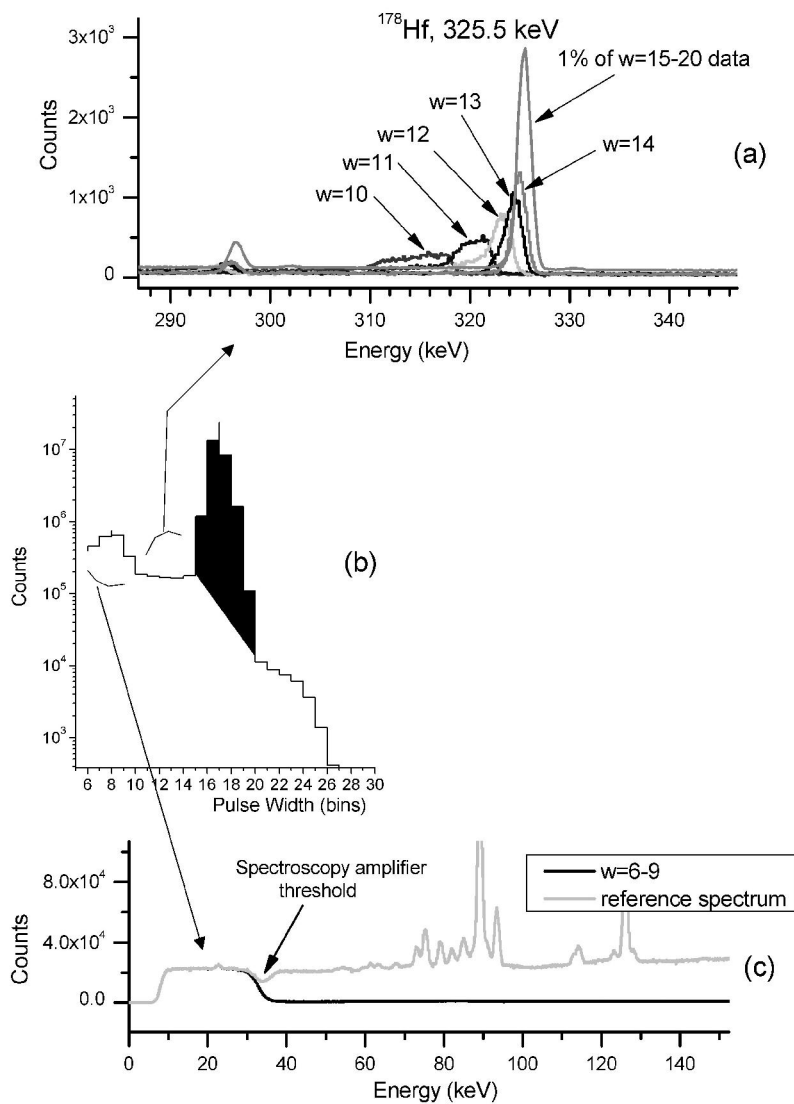 ¹⁷⁸Hf, 325.5 keV
3x10³
2x10³
1x10³
0
Counts
1% of w=15-20 data
w=13
w=12
w=14
w=11
w=10
(a)
290 300 310 320 330 340
Energy (keV)
10⁷
10⁶
10⁵
10⁴
10³
Counts
(b)
6 8 10 12 14 16 18 20 22 24 26 28 30
Pulse Width (bins)
8.0x10⁴
4.0x10⁴
0.0
Counts
Spectroscopy amplifier
threshold
w=6-9
reference spectrum
(c)
0 20 40 60 80 100 120 140
Energy (keV)